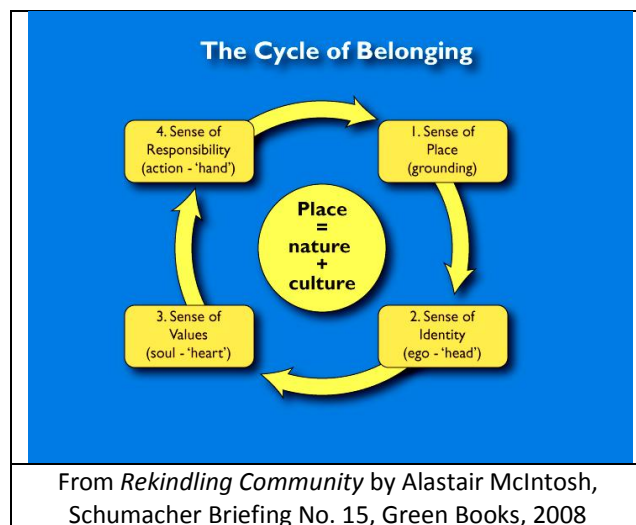 The Cycle of Belonging
4. Sense of
Responsibility
(action - 'hand')
1. Sense of
Place
(grounding)
Place
=
nature
+
culture
3. Sense of
Values
(soul - 'heart')
2. Sense of
Identity
(ego - 'head')
From Rekindling Community by Alastair McIntosh,
Schumacher Briefing No. 15, Green Books, 2008